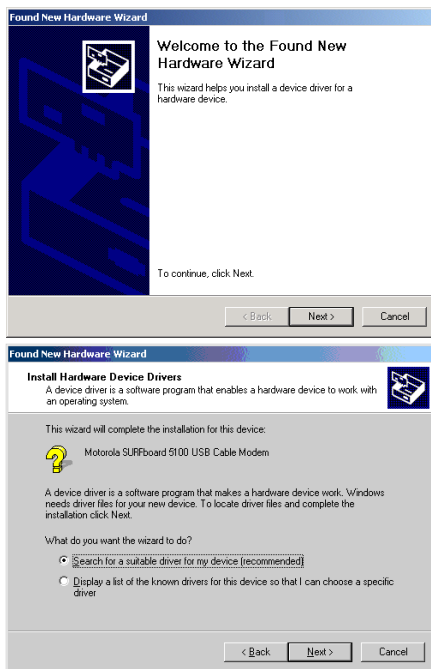 Found New Hardware Wizard
Welcome to the Found New
Hardware Wizard
This wizard helps you install a device driver for a
hardware device.
To continue, click Next.
< Back
Next >
Cancel
Found New Hardware Wizard
Install Hardware Device Drivers
A device driver is a software program that enables a hardware device to work with
an operating system.
This wizard will complete the installation for this device:
Motorola SURFboard 5100 USB Cable Modem
A device driver is a software program that makes a hardware device work. Windows
needs driver files for your new device. To locate driver files and complete the
installation click Next.
What do you want the wizard to do?
Search for a suitable driver for my device (recommended)
Display a list of the known drivers for this device so that I can choose a specific
driver
< Back
Next >
Cancel